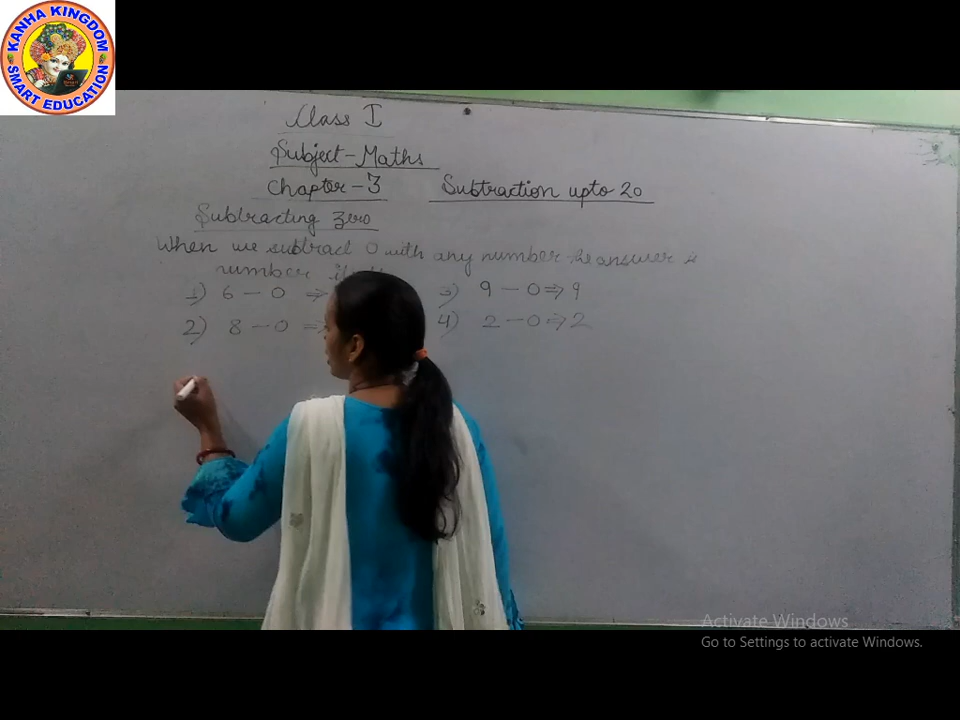 KANHA KINGDOM
SMART EDUCATION
Class I
Subject-Maths
Chapter-3 Subtraction upto 20
Subtracting zero
When we subtract 0 with any number the answer is
number
1) 6 - 0 ⇒ 3) 9 - 0 ⇒ 9
2) 8 - 0 ⇒ 4) 2 - 0 ⇒ 2
Activate Windows
Go to Settings to activate Windows.